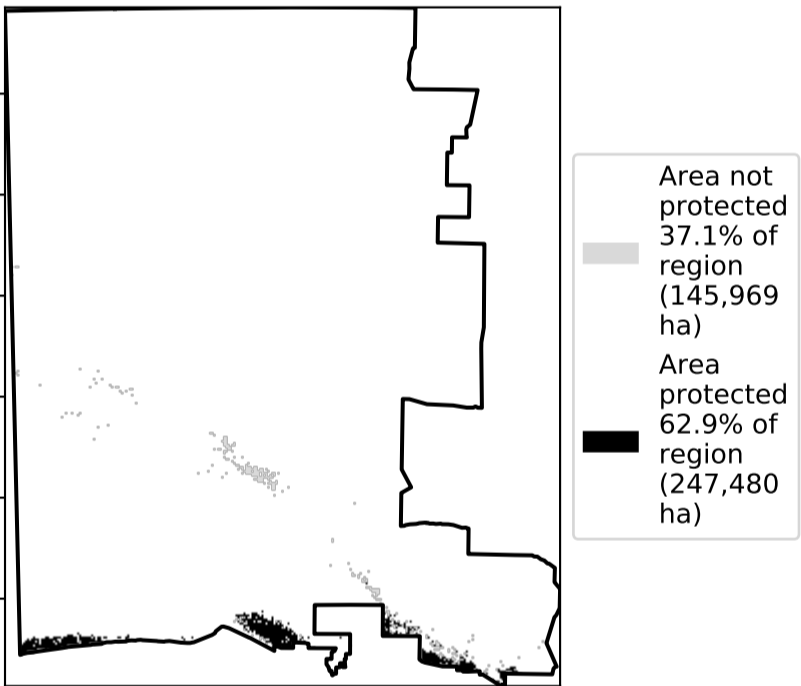 Area not
protected
37.1% of
region
(145,969
ha)
Area
protected
62.9% of
region
(247,480
ha)